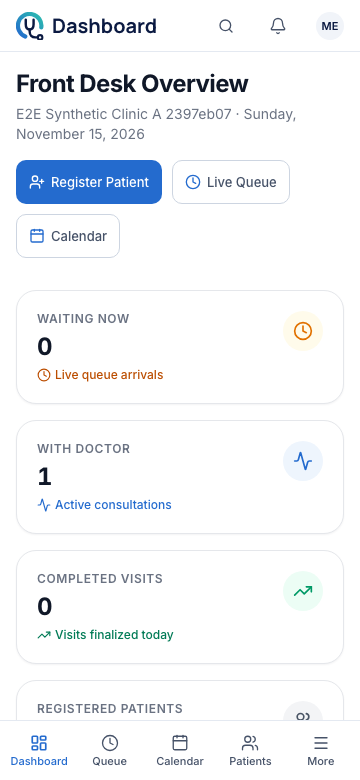 Dashboard
ME
Front Desk Overview
E2E Synthetic Clinic A 2397eb07 · Sunday,
November 15, 2026
Register Patient
Live Queue
Calendar
WAITING NOW
0
Live queue arrivals
WITH DOCTOR
1
Active consultations
COMPLETED VISITS
0
Visits finalized today
REGISTERED PATIENTS
Dashboard
Queue
Calendar
Patients
More